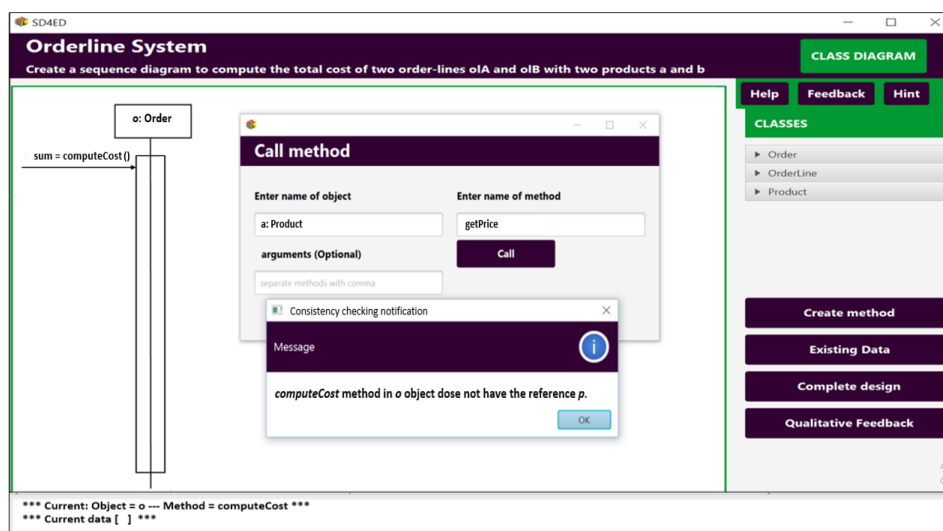 SD4ED
Orderline System
Create a sequence diagram to compute the total cost of two order-lines olA and olB with two products a and b
CLASS DIAGRAM
Help Feedback Hint
CLASSES
Order
OrderLine
Product
o: Order
sum = computeCost()
Call method
Enter name of object Enter name of method
a: Product getPrice
arguments (Optional) Call
separate methods with comma
Consistency checking notification
Message
i
computeCost method in o object dose not have the reference p.
OK
Create method
Existing Data
Complete design
Qualitative Feedback
*** Current: Object = o --- Method = computeCost ***
*** Current data [ ] ***